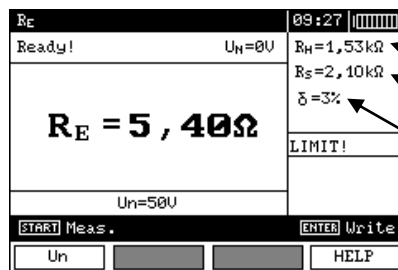 RE 09:27
Ready! UN=0V
RH=1,53kΩ
RS=2,10kΩ
δ=3%
RE = 5,40Ω
LIMIT!
Un=50V
START Meas. ENTER Write
Un HELP